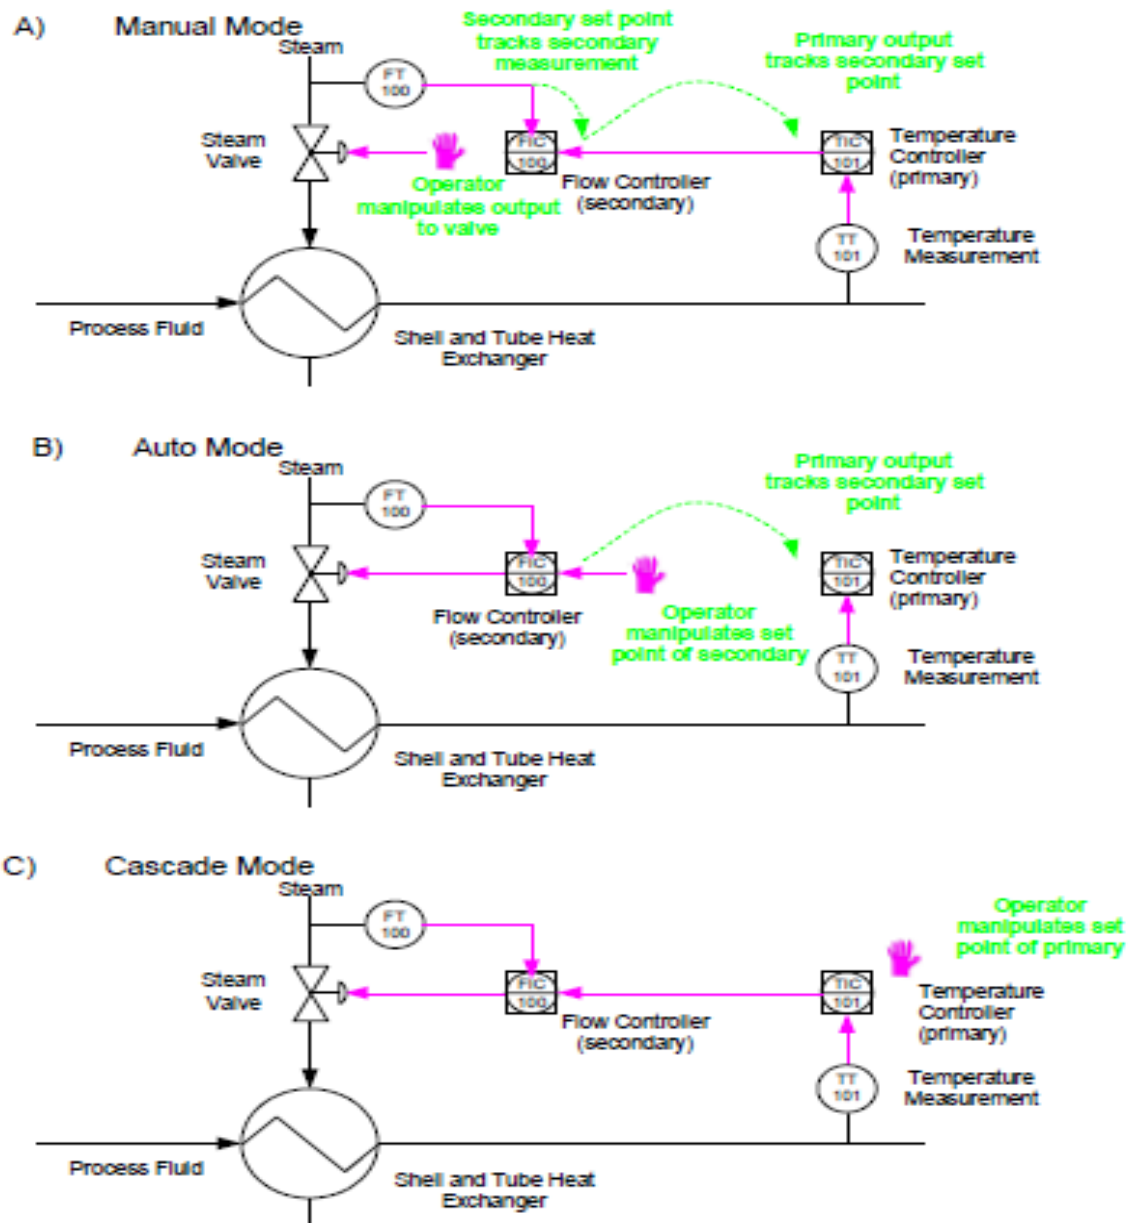 A) Manual Mode
Secondary set point
tracks secondary
measurement
Primary output
tracks secondary set
point
Steam
FT
100
Steam
Valve
FIC
100
TIC
101
Temperature
Controller
(primary)
Operator
manipulates output
to valve
Flow Controller
(secondary)
TT
101
Temperature
Measurement
Process Fluid
Shell and Tube Heat
Exchanger
B) Auto Mode
Steam
Primary output
tracks secondary set
point
FT
100
Steam
Valve
FIC
100
TIC
101
Temperature
Controller
(primary)
Flow Controller
(secondary)
Operator
manipulates set
point of secondary
TT
101
Temperature
Measurement
Process Fluid
Shell and Tube Heat
Exchanger
C) Cascade Mode
Steam
FT
100
Operator
manipulates set
point of primary
Steam
Valve
FIC
100
TIC
101
Temperature
Controller
(primary)
Flow Controller
(secondary)
TT
101
Temperature
Measurement
Process Fluid
Shell and Tube Heat
Exchanger